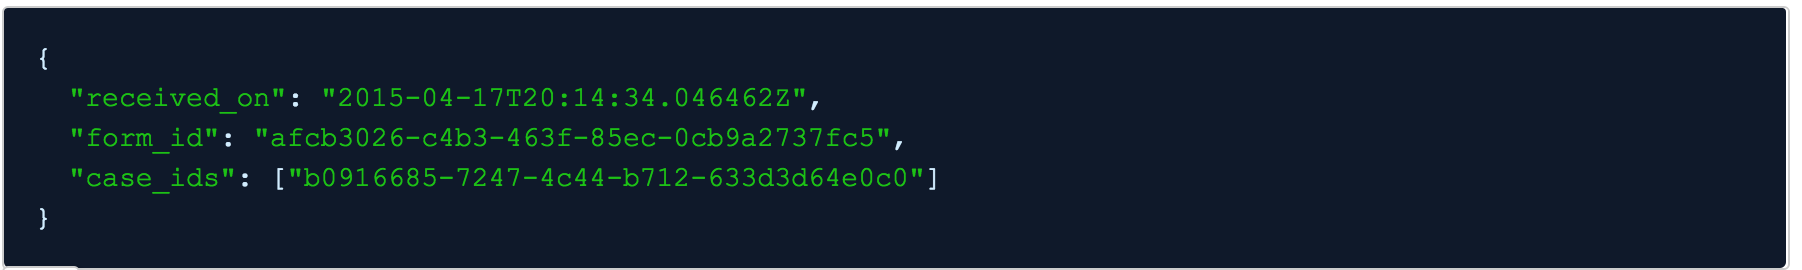 {
"received_on": "2015-04-17T20:14:34.046462Z",
"form_id": "afcb3026-c4b3-463f-85ec-0cb9a2737fc5",
"case_ids": ["b0916685-7247-4c44-b712-633d3d64e0c0"]
}